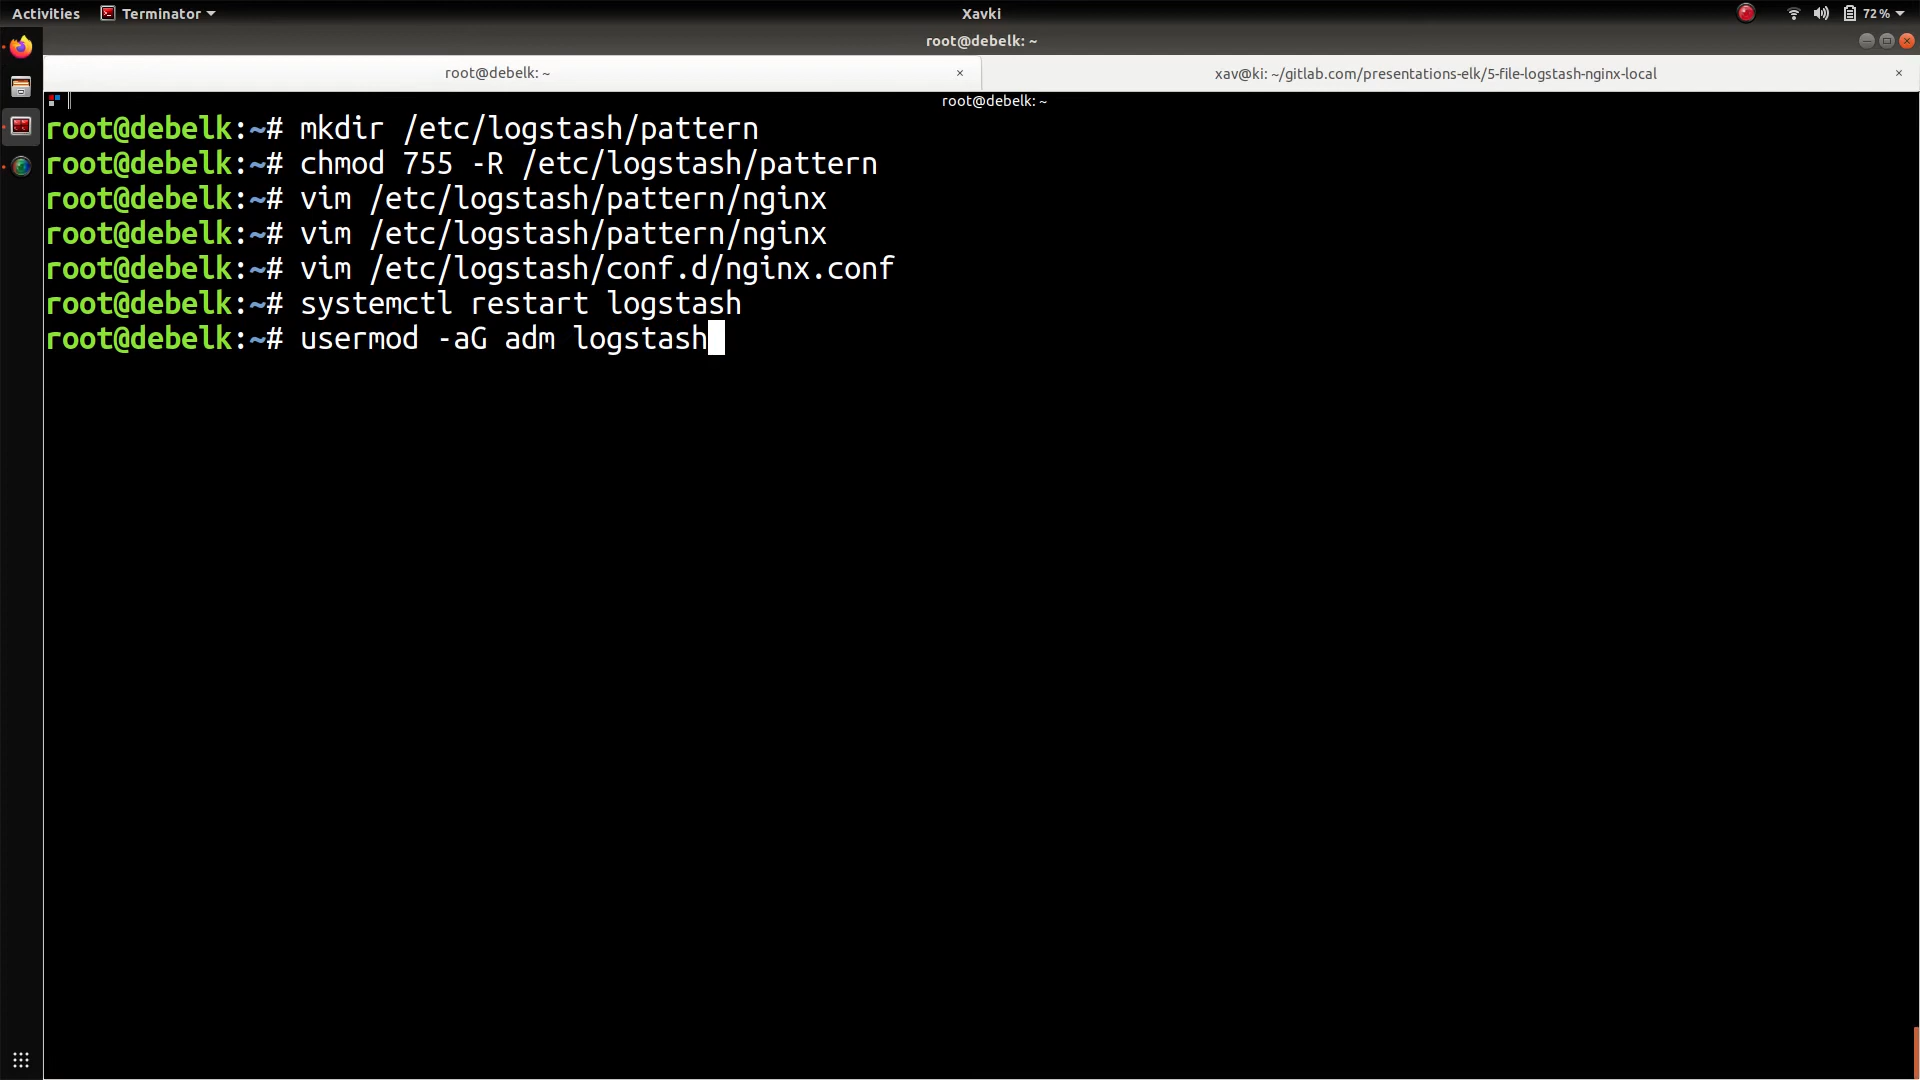 Activities Terminator Xavki 72%
root@debelk: ~
root@debelk: ~ × xav@ki: ~/gitlab.com/presentations-elk/5-file-logstash-nginx-local ×
root@debelk: ~
root@debelk:~# mkdir /etc/logstash/pattern
root@debelk:~# chmod 755 -R /etc/logstash/pattern
root@debelk:~# vim /etc/logstash/pattern/nginx
root@debelk:~# vim /etc/logstash/pattern/nginx
root@debelk:~# vim /etc/logstash/conf.d/nginx.conf
root@debelk:~# systemctl restart logstash
root@debelk:~# usermod -aG adm logstash